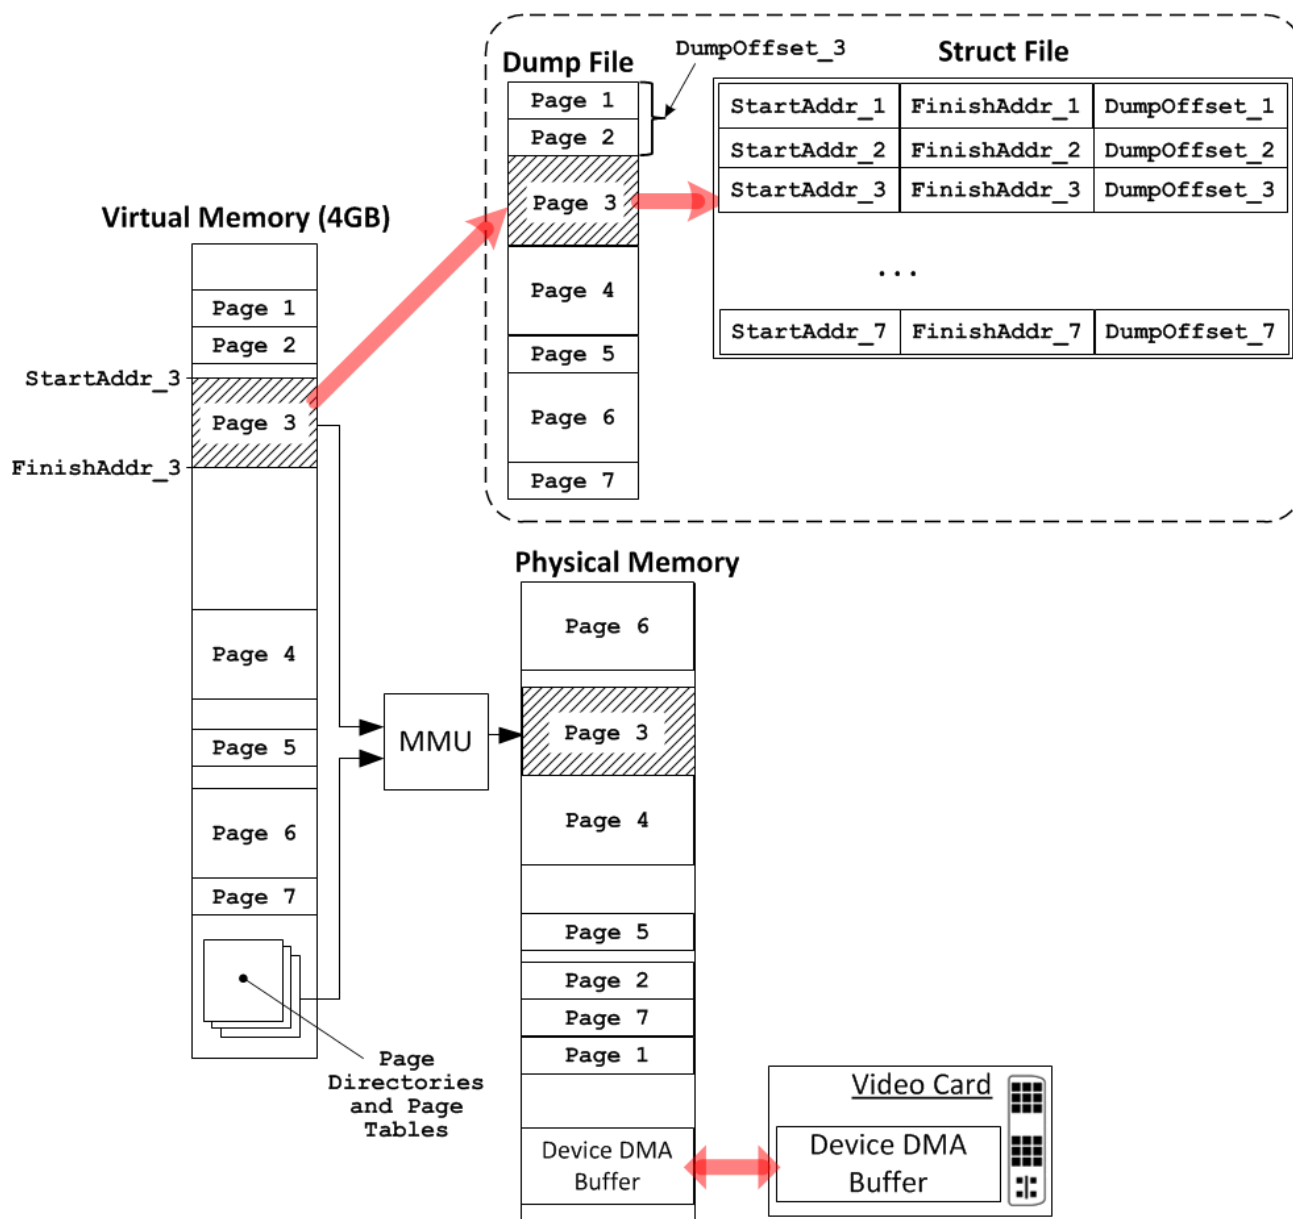 DumpOffset_3
Dump File
Struct File
Page 1
Page 2
Page 3
Page 4
Page 5
Page 6
Page 7
StartAddr_1 FinishAddr_1 DumpOffset_1
StartAddr_2 FinishAddr_2 DumpOffset_2
StartAddr_3 FinishAddr_3 DumpOffset_3
...
StartAddr_7 FinishAddr_7 DumpOffset_7
Virtual Memory (4GB)
Page 1
Page 2
StartAddr_3
Page 3
FinishAddr_3
Page 4
Page 5
Page 6
Page 7
Page
Directories
and Page
Tables
MMU
Physical Memory
Page 6
Page 3
Page 4
Page 5
Page 2
Page 7
Page 1
Device DMA
Buffer
Video Card
Device DMA
Buffer